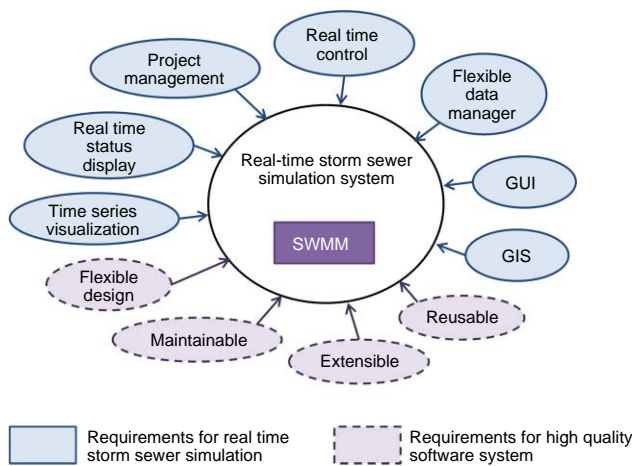 Real time
control
Project
management
Flexible
data
manager
Real time
status
display
Real-time storm sewer
simulation system
GUI
Time series
visualization
SWMM
GIS
Flexible
design
Reusable
Maintainable
Extensible
Requirements for real time
storm sewer simulation
Requirements for high quality
software system